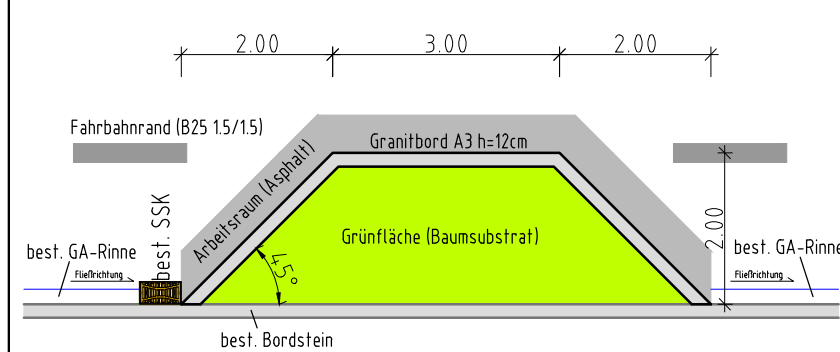 2.00 3.00 2.00
Fahrbahnrand (B25 1.5/1.5)
Granitbord A3 h=12cm
Arbeitsraum (Asphalt)
best. SSK
2.00
Grünfläche (Baumsubstrat)
best. GA-Rinne
best. GA-Rinne
45°
Fließrichtung
Fließrichtung
best. Bordstein